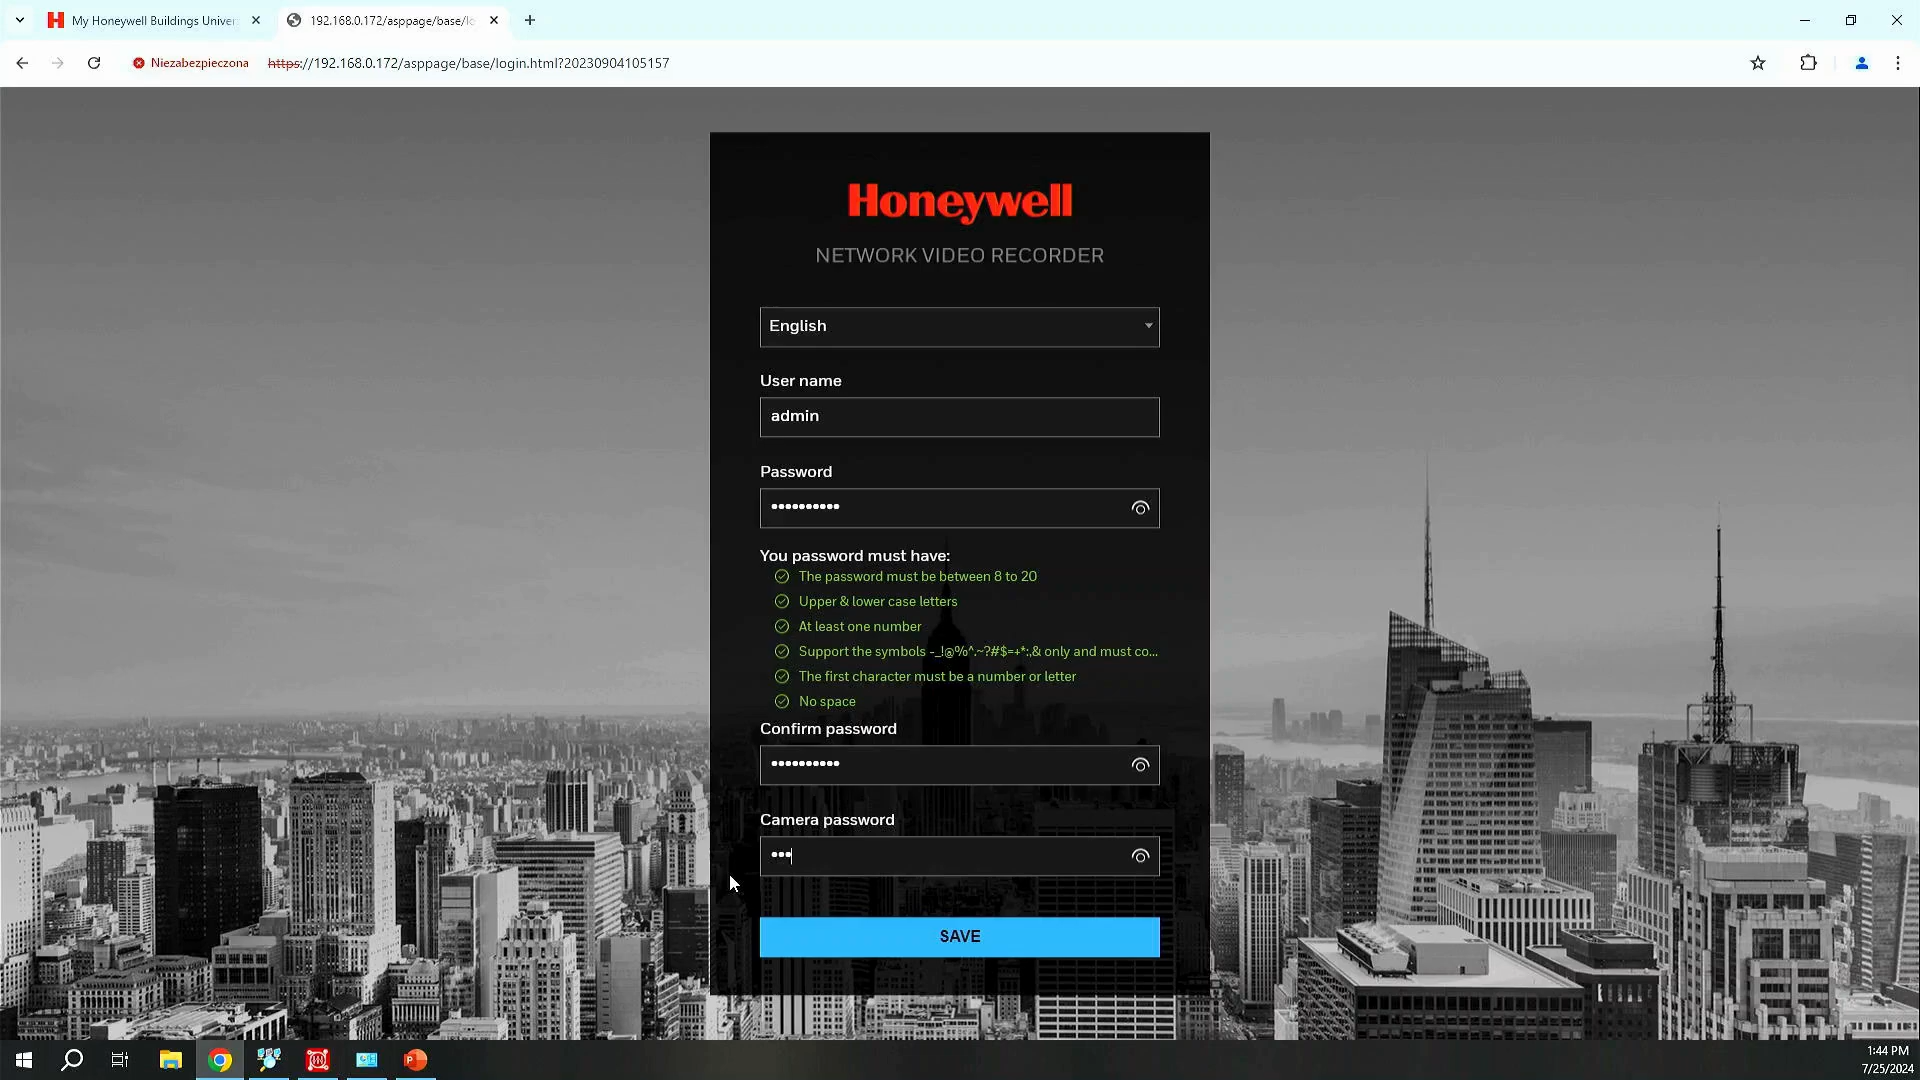 My Honeywell Buildings Univer
192.168.0.172/asppage/base/lo
Niezabezpieczona
https://192.168.0.172/asppage/base/login.html?20230904105157
Honeywell
NETWORK VIDEO RECORDER
English
User name
admin
Password
••••••••••
You password must have:
The password must be between 8 to 20
Upper & lower case letters
At least one number
Support the symbols -_!@%^.~?#$=+*:,& only and must co...
The first character must be a number or letter
No space
Confirm password
••••••••••
Camera password
•••
SAVE
1:44 PM
7/25/2024